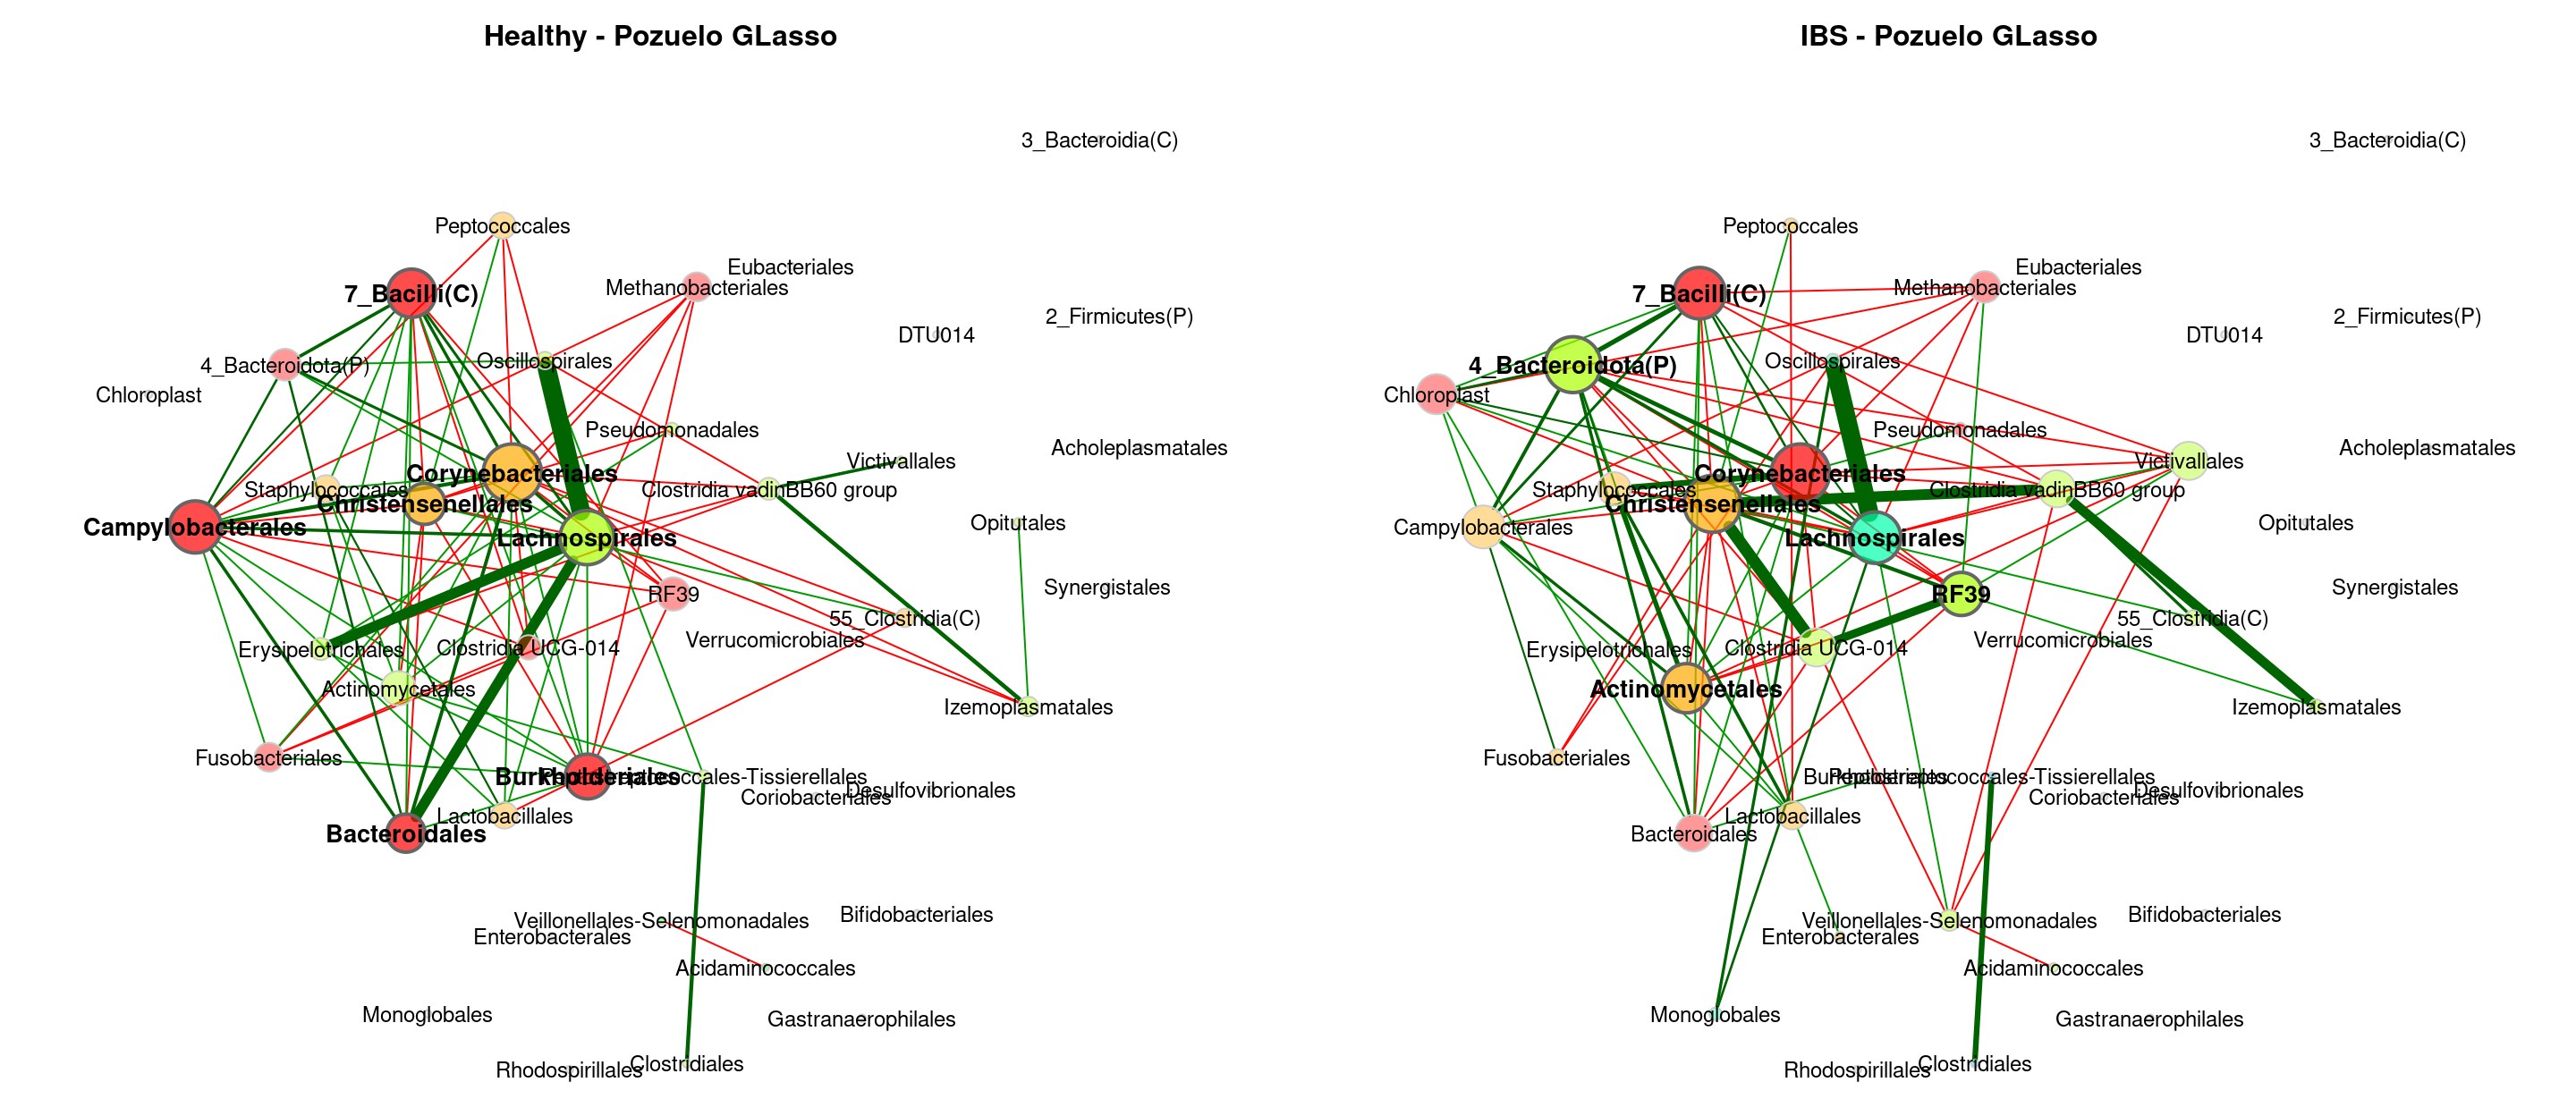 Healthy - Pozuelo GLasso
3_Bacteroidia(C)
Peptococcales
Eubacteriales
Methanobacteriales
7_Bacilli(C)
2_Firmicutes(P)
DTU014
Oscillospirales
4_Bacteroidota(P)
Chloroplast
Pseudomonadales
Acholeplasmatales
Victivallales
Corynebacteriales
Staphylococcales
Clostridia vadinBB60 group
Christensenellales
Opitutales
Campylobacterales
Lachnospirales
Synergistales
RF39
55_Clostridia(C)
Verrucomicrobiales
Erysipelotrichales
Clostridia UCG-014
Actinomycetales
Izemoplasmatales
Fusobacteriales
Burkholderiales
Peptostreptococcales-Tissierellales
Desulfovibrionales
Coriobacteriales
Lactobacillales
Bacteroidales
Bifidobacteriales
Veillonellales-Selenomonadales
Enterobacterales
Acidaminococcales
Monoglobales
Gastranaerophilales
Clostridiales
Rhodospirillales
IBS - Pozuelo GLasso
3_Bacteroidia(C)
Peptococcales
Eubacteriales
Methanobacteriales
7_Bacilli(C)
2_Firmicutes(P)
DTU014
Oscillospirales
4_Bacteroidota(P)
Chloroplast
Pseudomonadales
Acholeplasmatales
Victivallales
Corynebacteriales
Staphylococcales
Clostridia vadinBB60 group
Christensenellales
Opitutales
Campylobacterales
Lachnospirales
Synergistales
RF39
55_Clostridia(C)
Verrucomicrobiales
Erysipelotrichales
Clostridia UCG-014
Actinomycetales
Izemoplasmatales
Fusobacteriales
Burkholderiales
Peptostreptococcales-Tissierellales
Desulfovibrionales
Coriobacteriales
Lactobacillales
Bacteroidales
Bifidobacteriales
Veillonellales-Selenomonadales
Enterobacterales
Acidaminococcales
Monoglobales
Gastranaerophilales
Clostridiales
Rhodospirillales